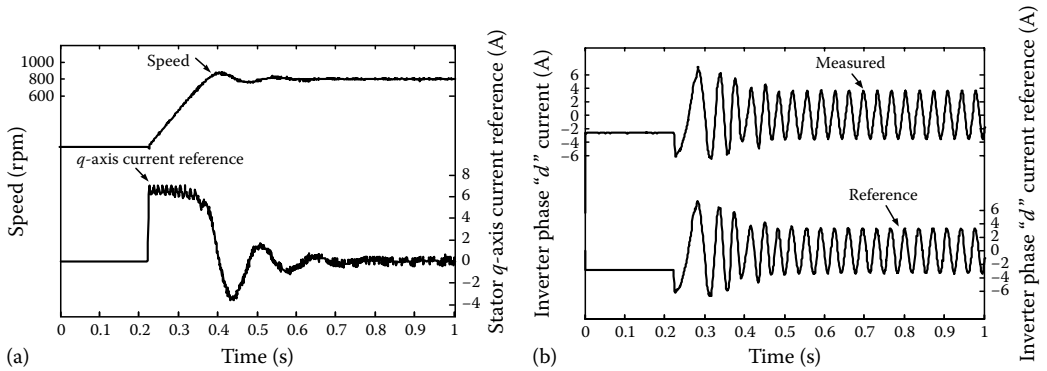 1000
800
600
Speed
q-axis current reference
8
6
4
2
0
−2
−4
Speed (rpm)
Stator q-axis current reference (A)
0 0.1 0.2 0.3 0.4 0.5 0.6 0.7 0.8 0.9 1
(a)
Time (s)
6
4
2
0
−2
−4
−6
Measured
Reference
6
4
2
0
−2
−4
−6
Inverter phase “d” current (A)
Inverter phase “d” current reference (A)
0 0.1 0.2 0.3 0.4 0.5 0.6 0.7 0.8 0.9 1
(b)
Time (s)